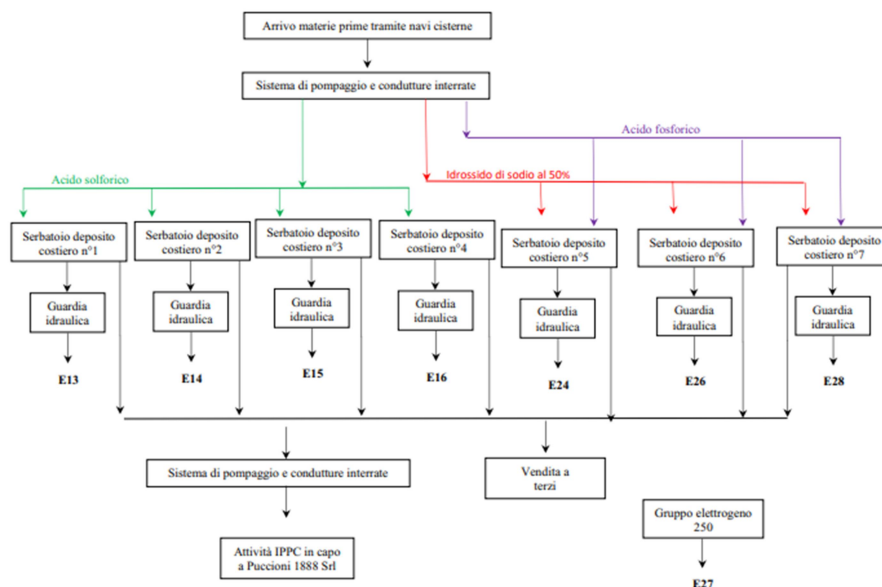 Arrivo materie prime tramite navi cisterne
Sistema di pompaggio e condutture interrate
Acido fosforico
Acido solforico
Idrossido di sodio al 50%
Serbatoio deposito
costiero n°1
Serbatoio deposito
costiero n°2
Serbatoio deposito
costiero n°3
Serbatoio deposito
costiero n°4
Serbatoio deposito
costiero n°5
Serbatoio deposito
costiero n°6
Serbatoio deposito
costiero n°7
Guardia
idraulica
Guardia
idraulica
Guardia
idraulica
Guardia
idraulica
Guardia
idraulica
Guardia
idraulica
Guardia
idraulica
E13
E14
E15
E16
E24
E26
E28
Sistema di pompaggio e condutture interrate
Vendita a
terzi
Gruppo elettrogeno
250
Attività IPPC in capo
a Puccioni 1888 Srl
E27